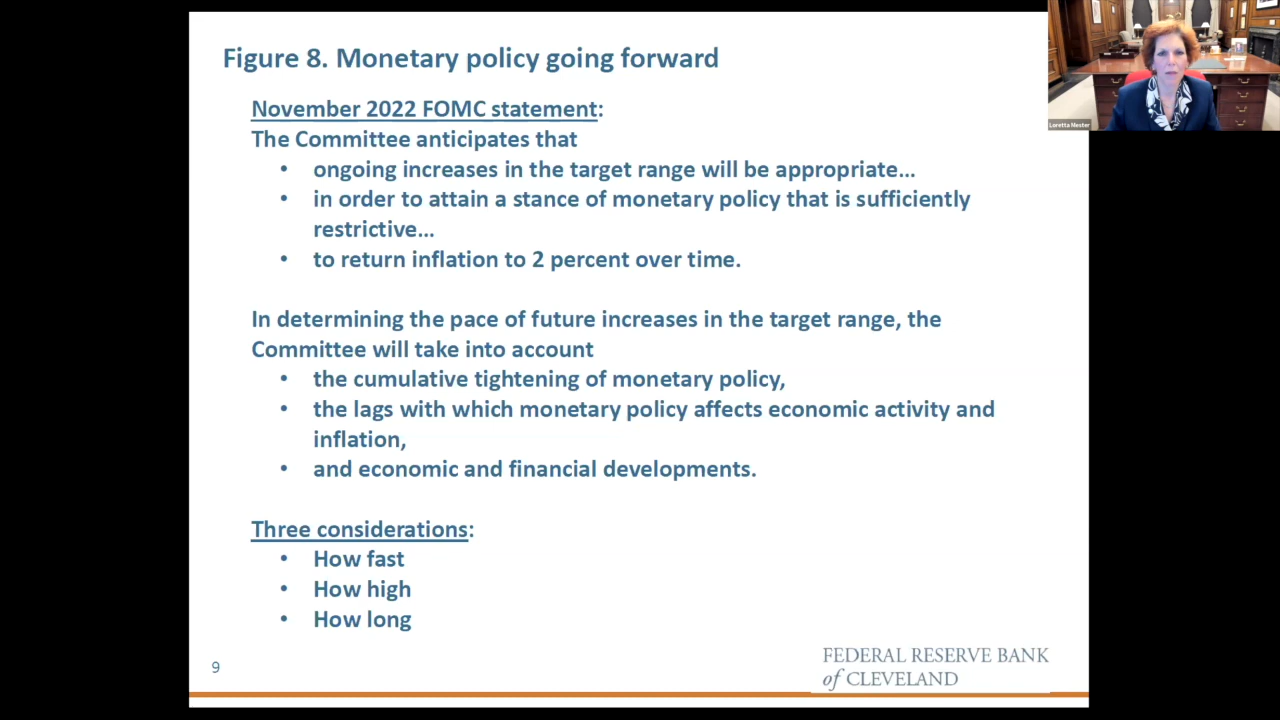 Figure 8. Monetary policy going forward
Loretta Mester
November 2022 FOMC statement:
The Committee anticipates that
• ongoing increases in the target range will be appropriate…
• in order to attain a stance of monetary policy that is sufficiently
restrictive…
• to return inflation to 2 percent over time.
In determining the pace of future increases in the target range, the
Committee will take into account
• the cumulative tightening of monetary policy,
• the lags with which monetary policy affects economic activity and
inflation,
• and economic and financial developments.
Three considerations:
• How fast
• How high
• How long
9
FEDERAL RESERVE BANK
of CLEVELAND